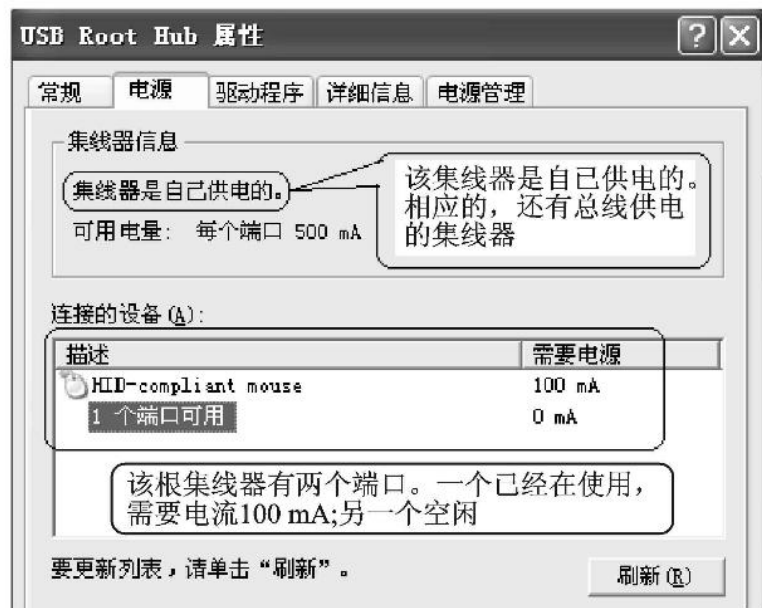 USB Root Hub 属性
常规 电源 驱动程序 详细信息 电源管理
集线器信息
集线器是自己供电的。
可用电量: 每个端口 500 mA
该集线器是自已供电的。
相应的，还有总线供电
的集线器
连接的设备(A):
描述 需要电源
HID-compliant mouse 100 mA
1 个端口可用 0 mA
该根集线器有两个端口。一个已经在使用，
需要电流100 mA;另一个空闲
要更新列表，请单击“刷新”。
刷新(R)